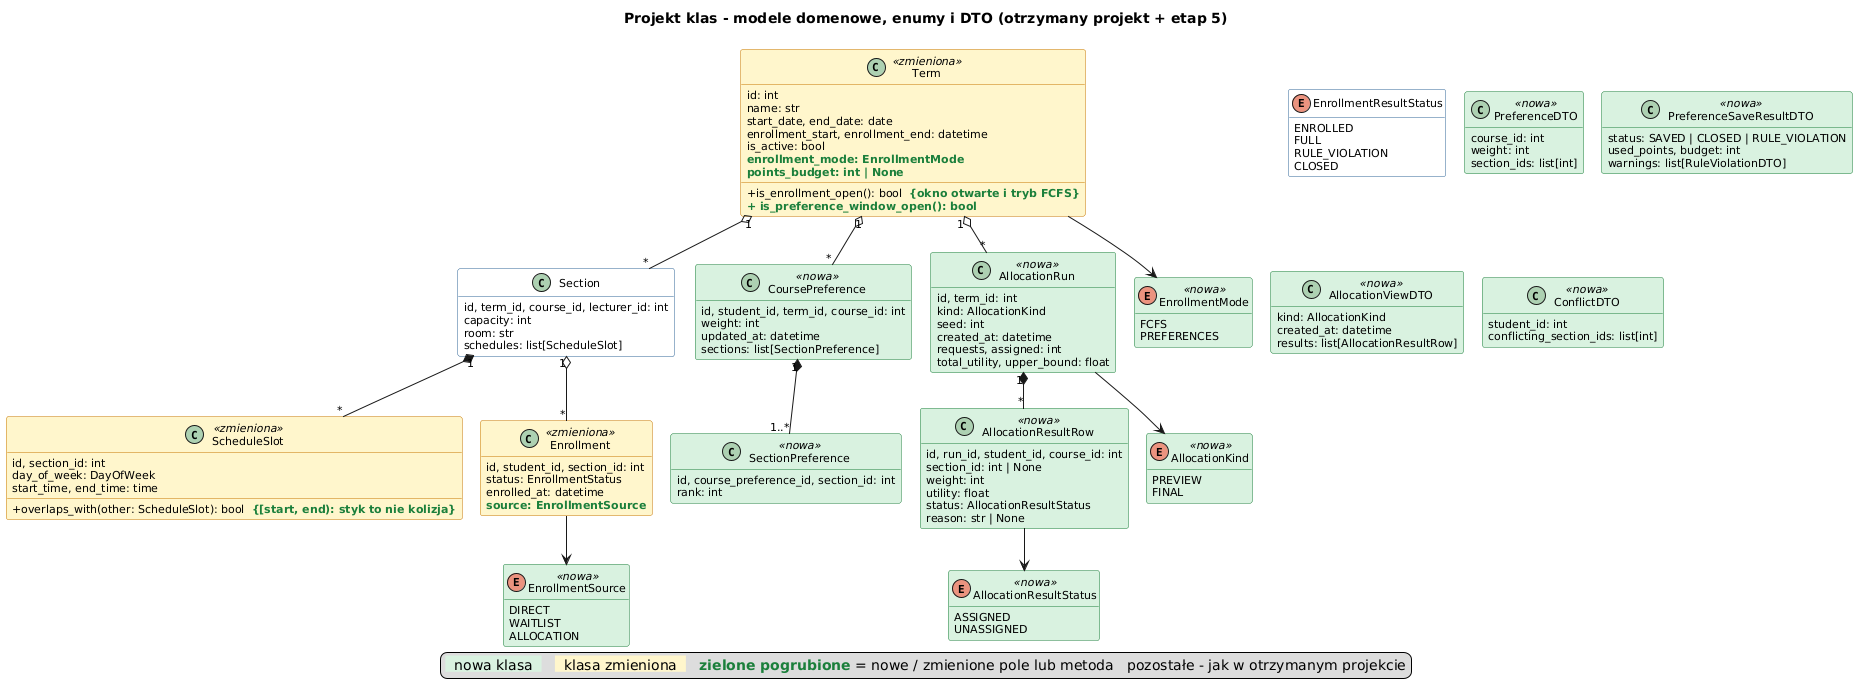 Projekt klas - modele domenowe, enumy i DTO (otrzymany projekt + etap 5)
C «zmieniona»
Term
id: int
name: str
start_date, end_date: date
enrollment_start, enrollment_end: datetime
is_active: bool
enrollment_mode: EnrollmentMode
points_budget: int | None
+is_enrollment_open(): bool {okno otwarte i tryb FCFS}
+ is_preference_window_open(): bool
E EnrollmentResultStatus
ENROLLED
FULL
RULE_VIOLATION
CLOSED
C «nowa»
PreferenceDTO
course_id: int
weight: int
section_ids: list[int]
C «nowa»
PreferenceSaveResultDTO
status: SAVED | CLOSED | RULE_VIOLATION
used_points, budget: int
warnings: list[RuleViolationDTO]
1
1
1
*
*
*
C Section
id, term_id, course_id, lecturer_id: int
capacity: int
room: str
schedules: list[ScheduleSlot]
C «nowa»
CoursePreference
id, student_id, term_id, course_id: int
weight: int
updated_at: datetime
sections: list[SectionPreference]
C «nowa»
AllocationRun
id, term_id: int
kind: AllocationKind
seed: int
created_at: datetime
requests, assigned: int
total_utility, upper_bound: float
E «nowa»
EnrollmentMode
FCFS
PREFERENCES
C «nowa»
AllocationViewDTO
kind: AllocationKind
created_at: datetime
results: list[AllocationResultRow]
C «nowa»
ConflictDTO
student_id: int
conflicting_section_ids: list[int]
1
1
1
1
*
*
1..*
*
C «zmieniona»
ScheduleSlot
id, section_id: int
day_of_week: DayOfWeek
start_time, end_time: time
+overlaps_with(other: ScheduleSlot): bool {[start, end): styk to nie kolizja}
C «zmieniona»
Enrollment
id, student_id, section_id: int
status: EnrollmentStatus
enrolled_at: datetime
source: EnrollmentSource
C «nowa»
SectionPreference
id, course_preference_id, section_id: int
rank: int
C «nowa»
AllocationResultRow
id, run_id, student_id, course_id: int
section_id: int | None
weight: int
utility: float
status: AllocationResultStatus
reason: str | None
E «nowa»
AllocationKind
PREVIEW
FINAL
E «nowa»
EnrollmentSource
DIRECT
WAITLIST
ALLOCATION
E «nowa»
AllocationResultStatus
ASSIGNED
UNASSIGNED
nowa klasa klasa zmieniona zielone pogrubione = nowe / zmienione pole lub metoda pozostałe - jak w otrzymanym projekcie